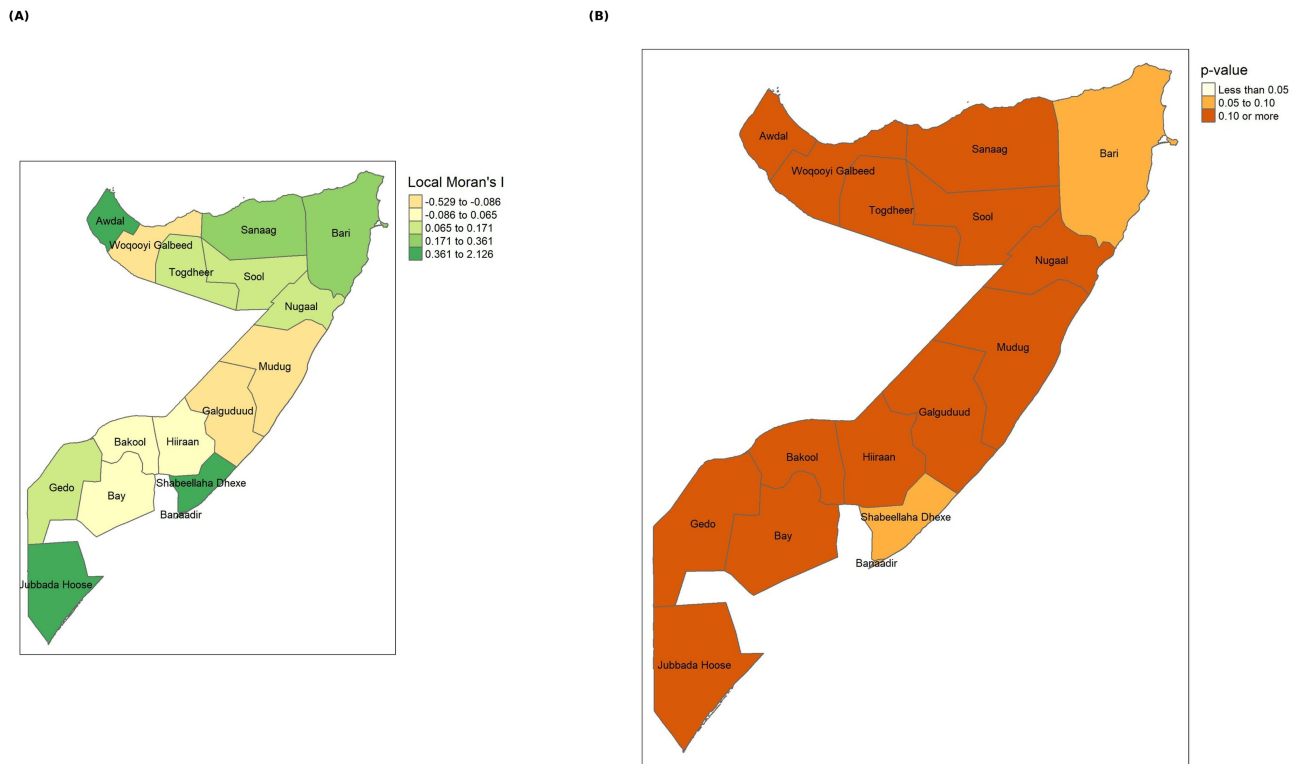 (A)
(B)
Local Moran's I
-0.529 to -0.086
-0.086 to 0.065
0.065 to 0.171
0.171 to 0.361
0.361 to 2.126
Awdal
Woqooyi Galbeed
Sanaag
Bari
Togdheer
Sool
Nugaal
Mudug
Galguduud
Bakool
Hiiraan
Gedo
Bay
Shabeellaha Dhexe
Banaadir
Jubbada Hoose
p-value
Less than 0.05
0.05 to 0.10
0.10 or more
Awdal
Woqooyi Galbeed
Sanaag
Bari
Togdheer
Sool
Nugaal
Mudug
Galguduud
Bakool
Hiiraan
Gedo
Bay
Shabeellaha Dhexe
Banaadir
Jubbada Hoose